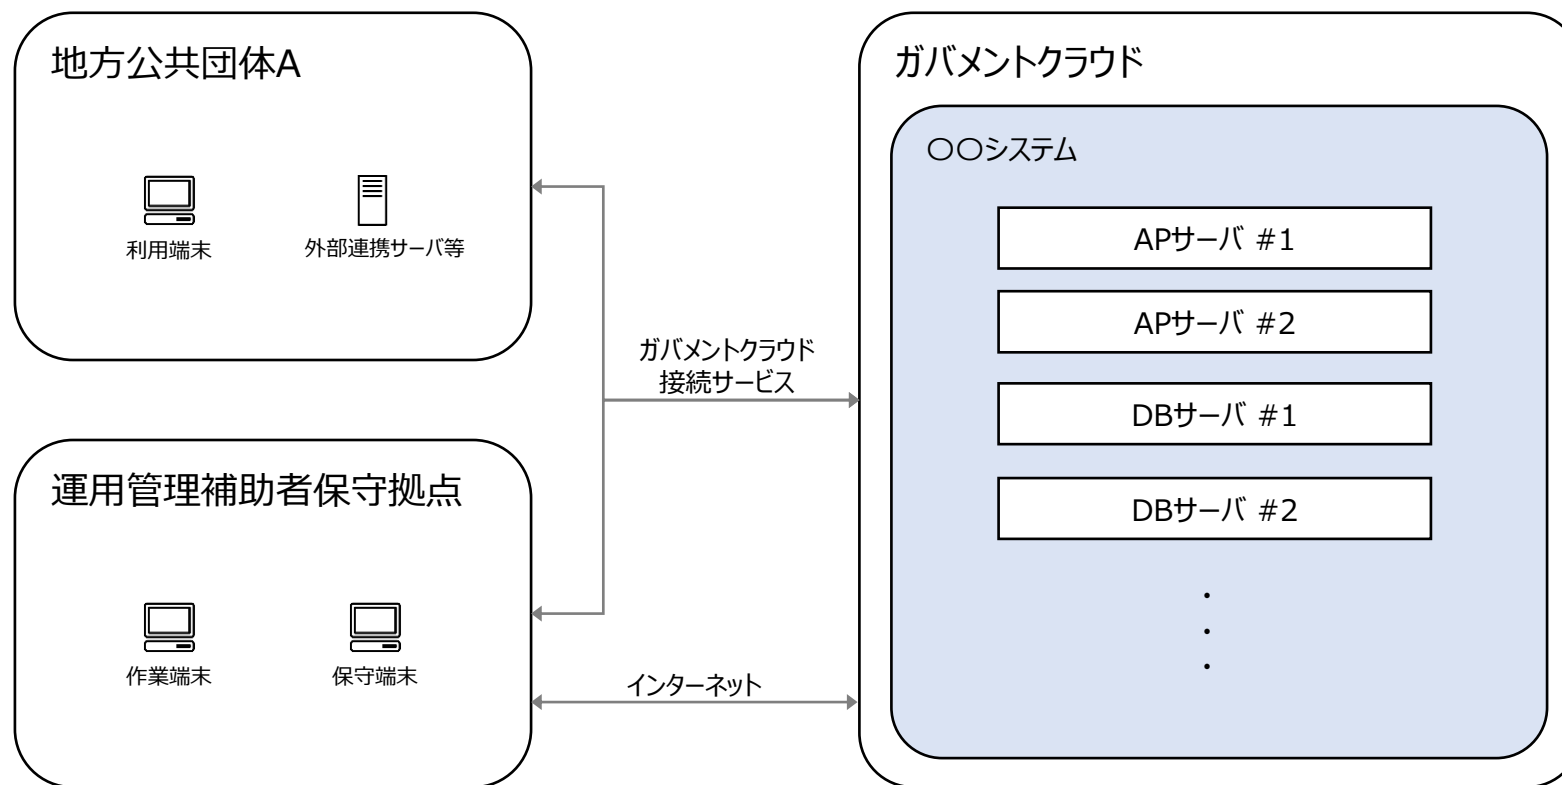 地方公共団体A
利用端末
外部連携サーバ等
運用管理補助者保守拠点
作業端末
保守端末
ガバメントクラウド
接続サービス
インターネット
ガバメントクラウド
〇〇システム
APサーバ #1
APサーバ #2
DBサーバ #1
DBサーバ #2
・
・
・